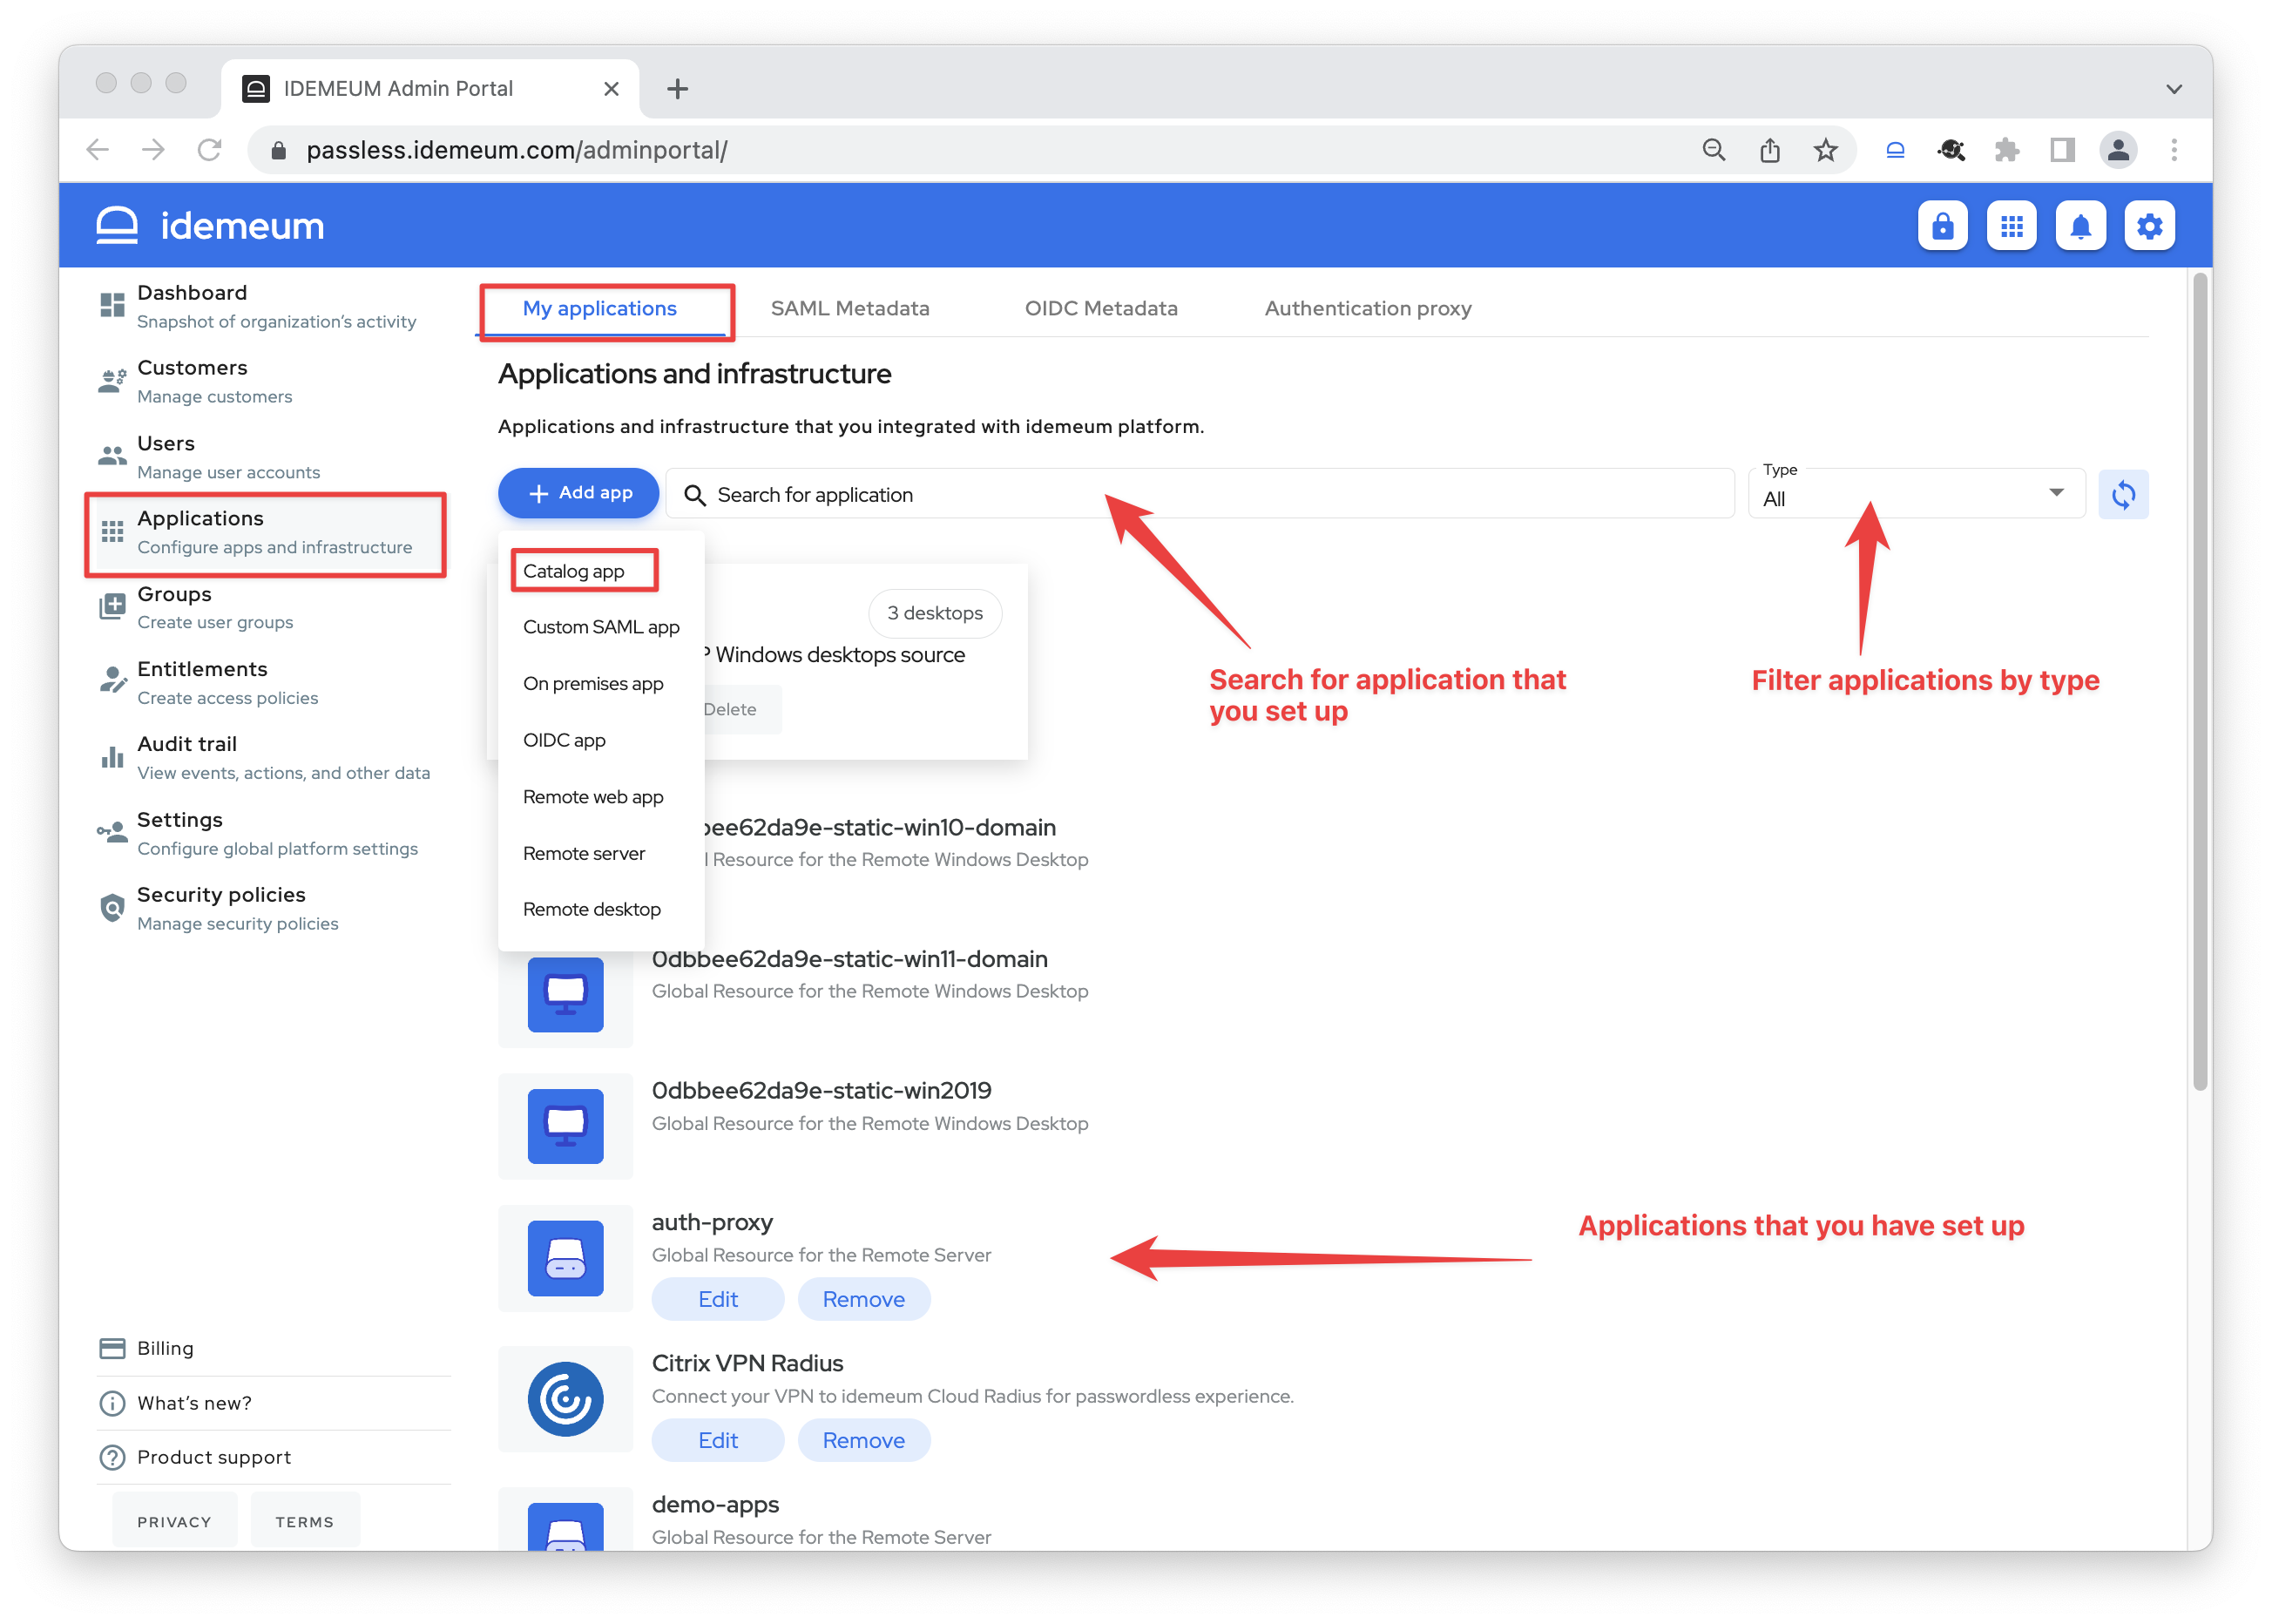 IDEMEUM Admin Portal
passless.idemeum.com/adminportal/
idemeum
Dashboard
Snapshot of organization's activity
Customers
Manage customers
Users
Manage user accounts
Applications
Configure apps and infrastructure
Groups
Create user groups
Entitlements
Create access policies
Audit trail
View events, actions, and other data
Settings
Configure global platform settings
Security policies
Manage security policies
Billing
What's new?
Product support
PRIVACY
TERMS
My applications
SAML Metadata
OIDC Metadata
Authentication proxy
Applications and infrastructure
Applications and infrastructure that you integrated with idemeum platform.
Add app
Search for application
Type
All
Catalog app
Custom SAML app
On premises app
OIDC app
Remote web app
Remote server
Remote desktop
3 desktops
Windows desktops source
Delete
Search for application that
you set up
Filter applications by type
bee62da9e-static-win10-domain
Resource for the Remote Windows Desktop
0dbbee62da9e-static-win11-domain
Global Resource for the Remote Windows Desktop
0dbbee62da9e-static-win2019
Global Resource for the Remote Windows Desktop
auth-proxy
Global Resource for the Remote Server
Edit
Remove
Applications that you have set up
Citrix VPN Radius
Connect your VPN to idemeum Cloud Radius for passwordless experience.
Edit
Remove
demo-apps
Global Resource for the Remote Server